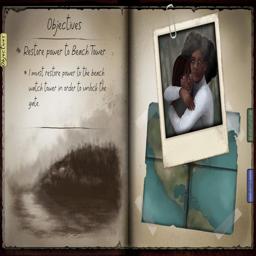 Objectives
Restore power to Beach Tower
I must restore power to the beach
watch tower in order to unlock the
gate.